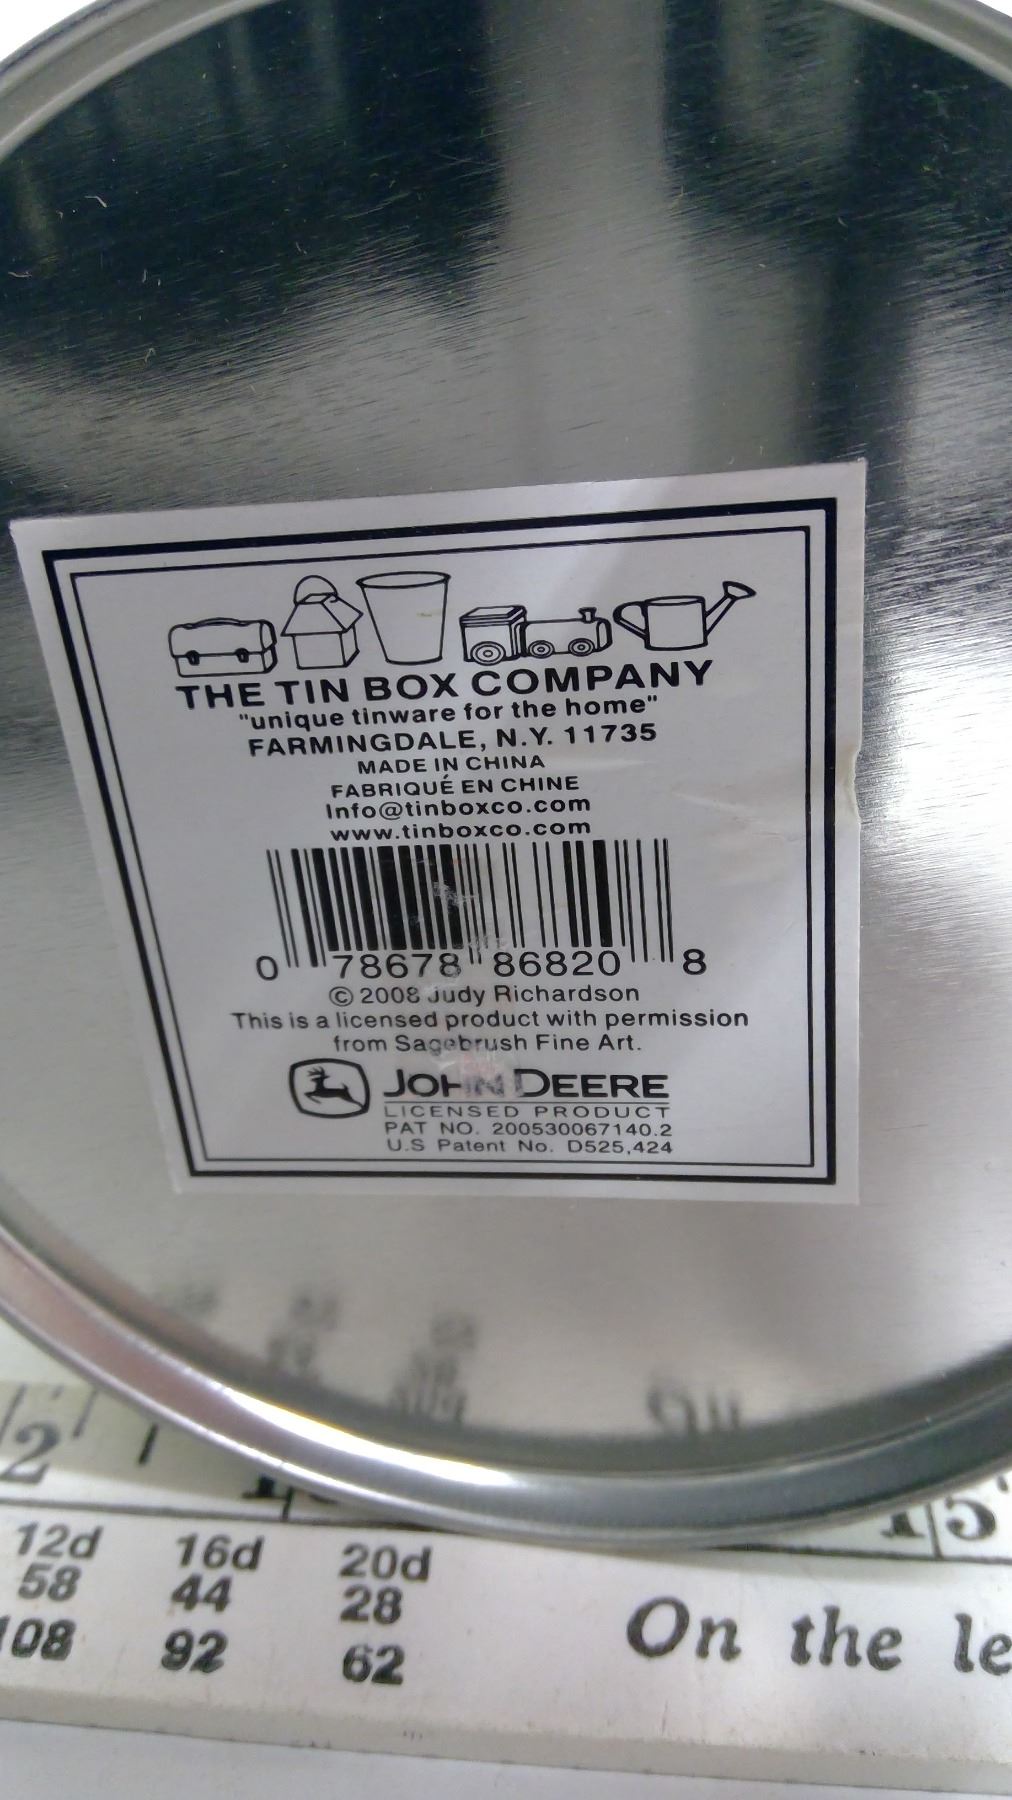 THE TIN BOX COMPANY
"unique tinware for the home"
FARMINGDALE, N.Y. 11735
MADE IN CHINA
FABRIQUÉ EN CHINE
Info@tinboxco.com
www.tinboxco.com
0 78678 86820 8
© 2008 Judy Richardson
This is a licensed product with permission
from Sagebrush Fine Art.
JOHN DEERE
LICENSED PRODUCT
PAT NO. 200530067140.2
U.S Patent No. D525,424
12d 16d 20d
58 44 28
108 92 62
On the le